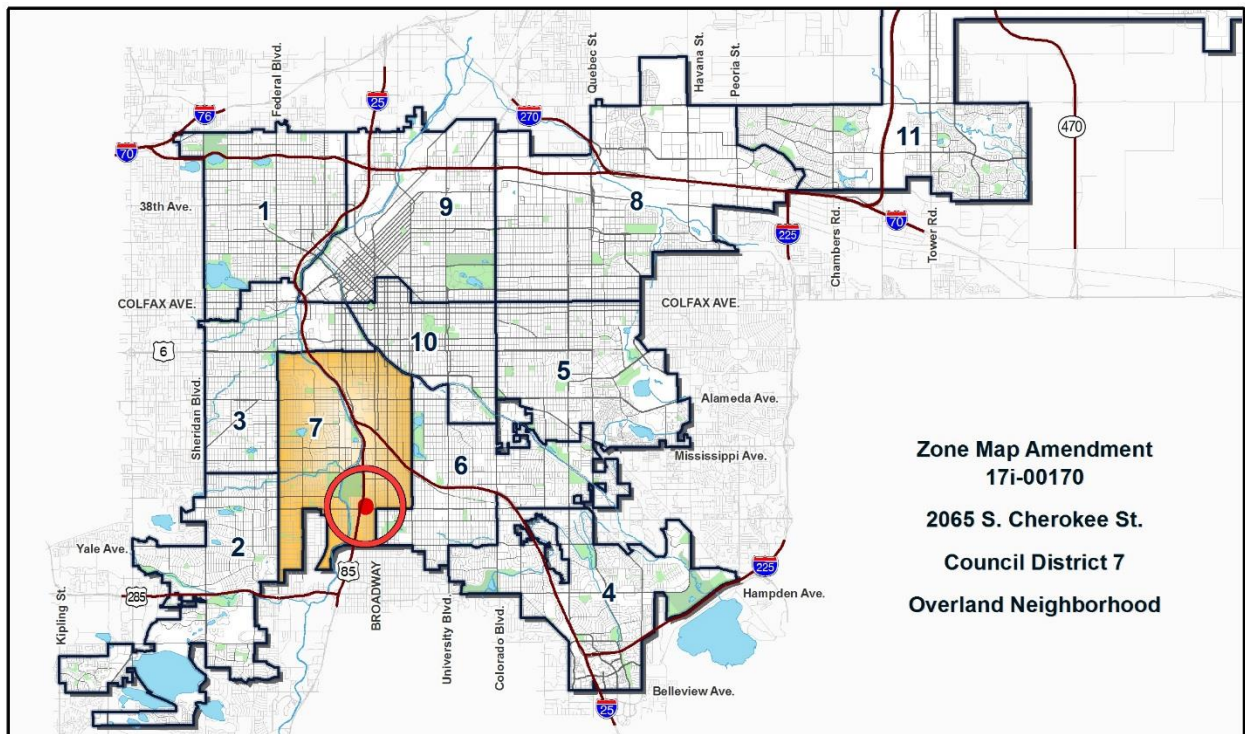 Federal Blvd.
Quebec St.
Havana St.
Peoria St.
25
76
270
70
470
11
38th Ave.
1
9
8
225
Chambers Rd.
70
Tower Rd.
COLFAX AVE.
COLFAX AVE.
6
10
5
Sheridan Blvd.
3
7
Alameda Ave.
6
Mississippi Ave.
Zone Map Amendment
17i-00170
2065 S. Cherokee St.
Council District 7
Overland Neighborhood
Yale Ave.
2
85
BROADWAY
University Blvd.
Colorado Blvd.
4
225
Hampden Ave.
285
Kipling St.
Belleview Ave.
25